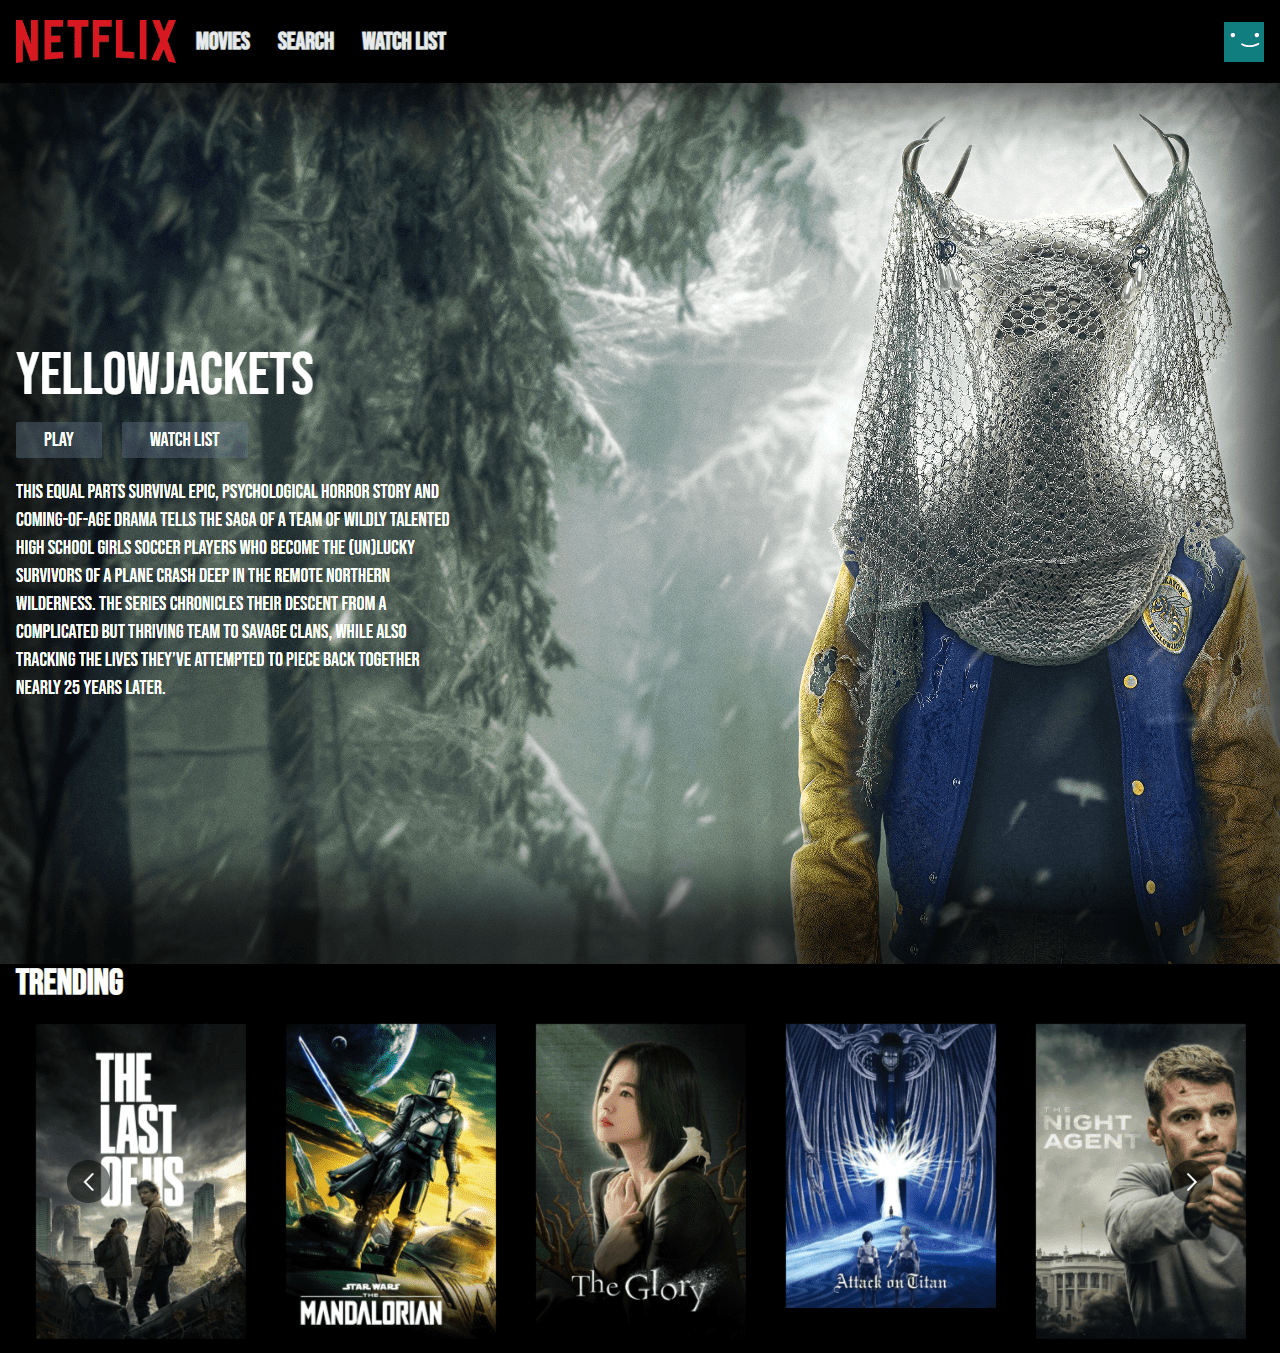 NETFLIX MOVIES SEARCH WATCH LIST
YELLOWJACKETS
PLAY WATCH LIST
THIS EQUAL PARTS SURVIVAL EPIC, PSYCHOLOGICAL HORROR STORY AND
COMING-OF-AGE DRAMA TELLS THE SAGA OF A TEAM OF WILDLY TALENTED
HIGH SCHOOL GIRLS SOCCER PLAYERS WHO BECOME THE (UN)LUCKY
SURVIVORS OF A PLANE CRASH DEEP IN THE REMOTE NORTHERN
WILDERNESS. THE SERIES CHRONICLES THEIR DESCENT FROM A
COMPLICATED BUT THRIVING TEAM TO SAVAGE CLANS, WHILE ALSO
TRACKING THE LIVES THEY'VE ATTEMPTED TO PIECE BACK TOGETHER
NEARLY 25 YEARS LATER.
TRENDING
THE
LAST
OF US
STAR WARS
THE
MANDALORIAN
The Glory
Attack on Titan
THE
NIGHT
AGENT